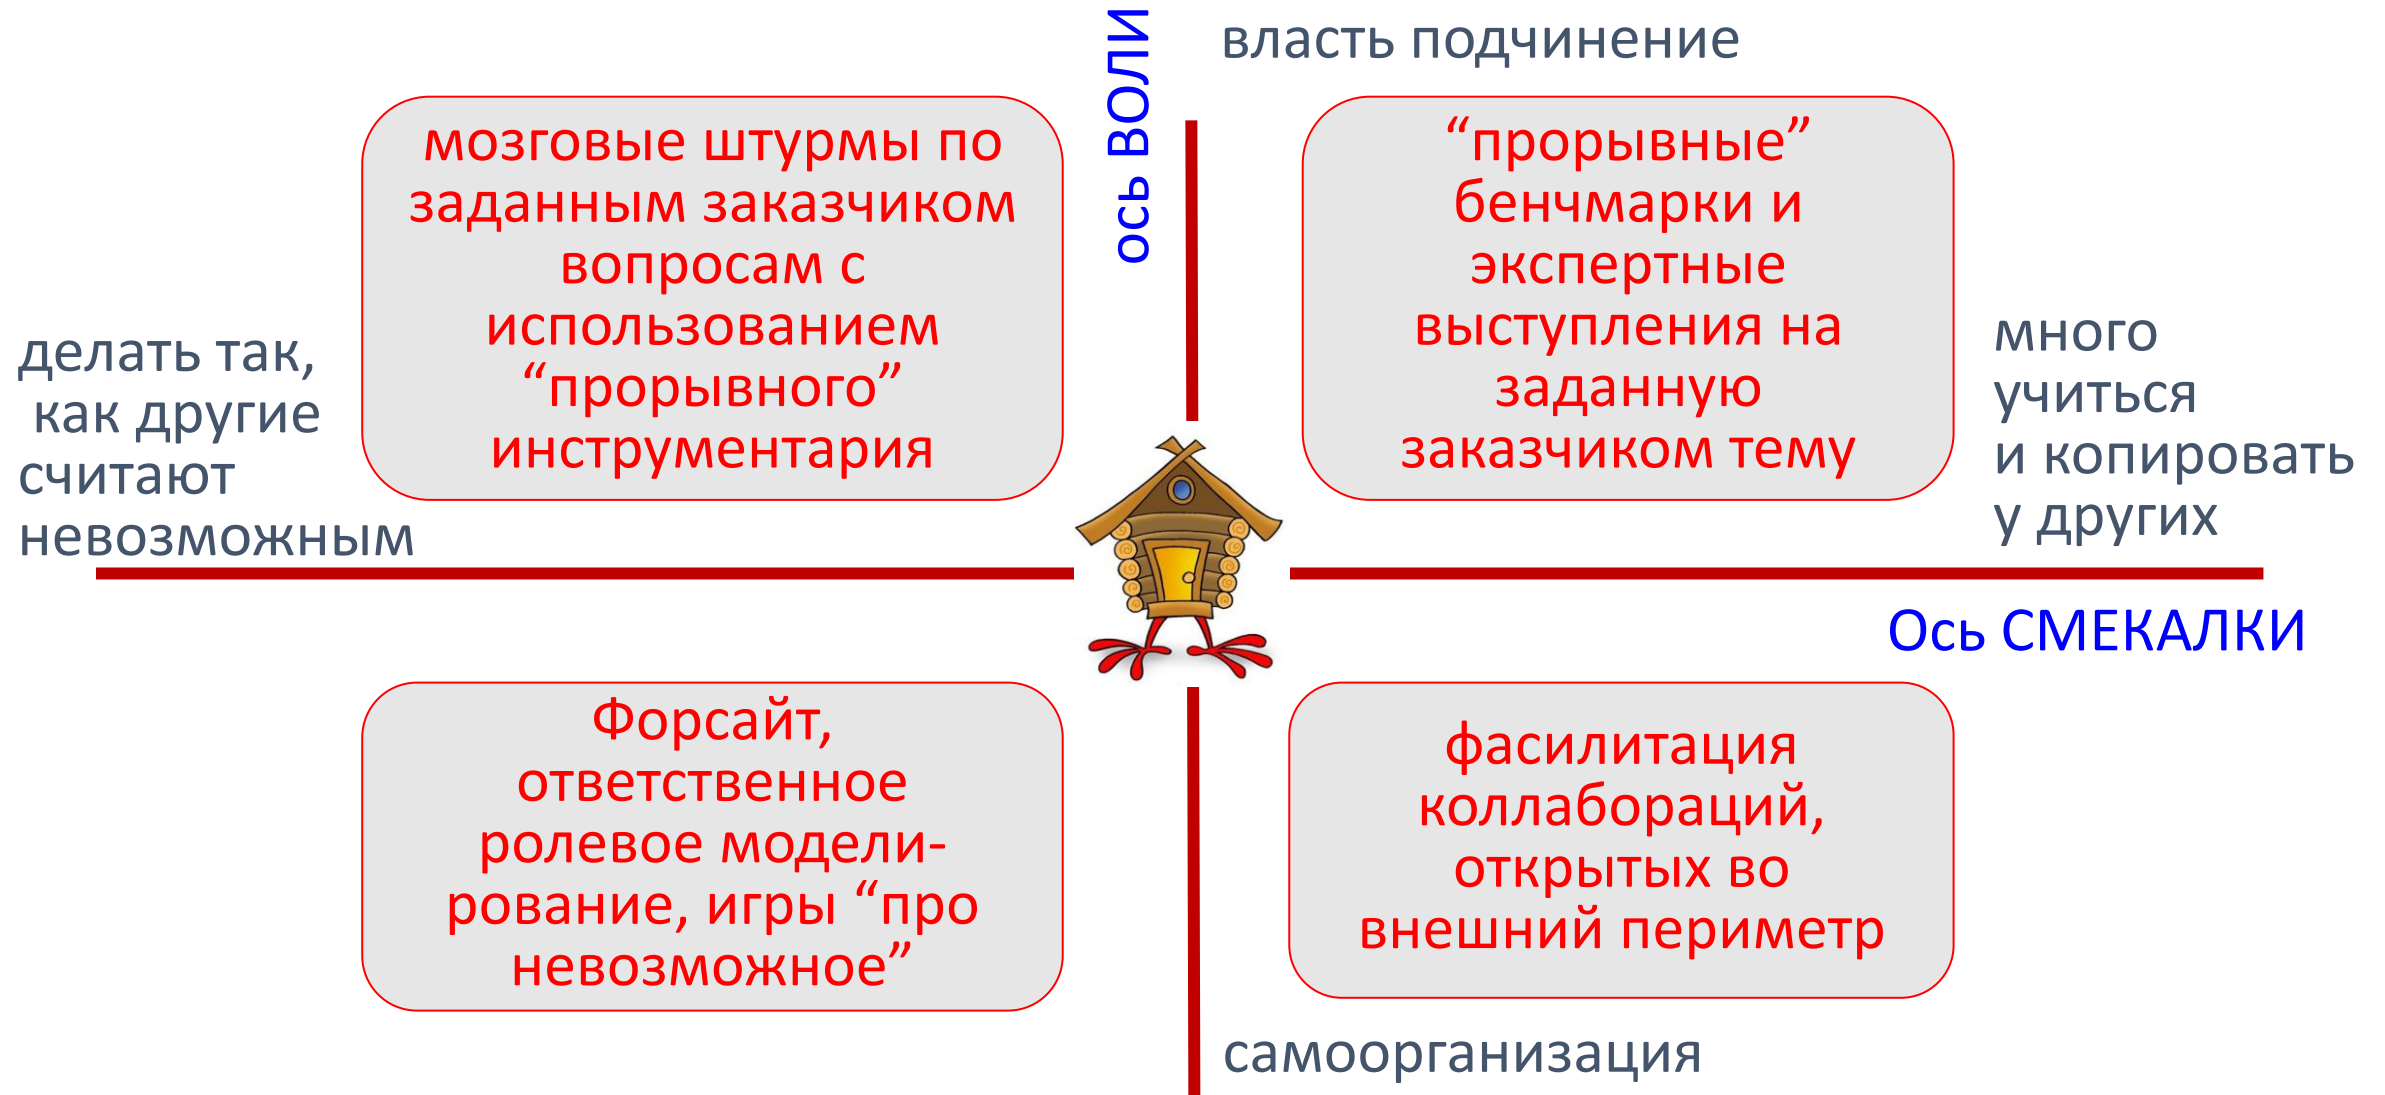 ось ВОЛИ
власть подчинение
мозговые штурмы по
заданным заказчиком
вопросам с
использованием
“прорывного”
инструментария
“прорывные”
бенчмарки и
экспертные
выступления на
заданную
заказчиком тему
делать так,
как другие
считают
невозможным
много
учиться
и копировать
у других
Ось СМЕКАЛКИ
Форсайт,
ответственное
ролевое модели-
рование, игры “про
невозможное”
фасилитация
коллабораций,
открытых во
внешний периметр
самоорганизация